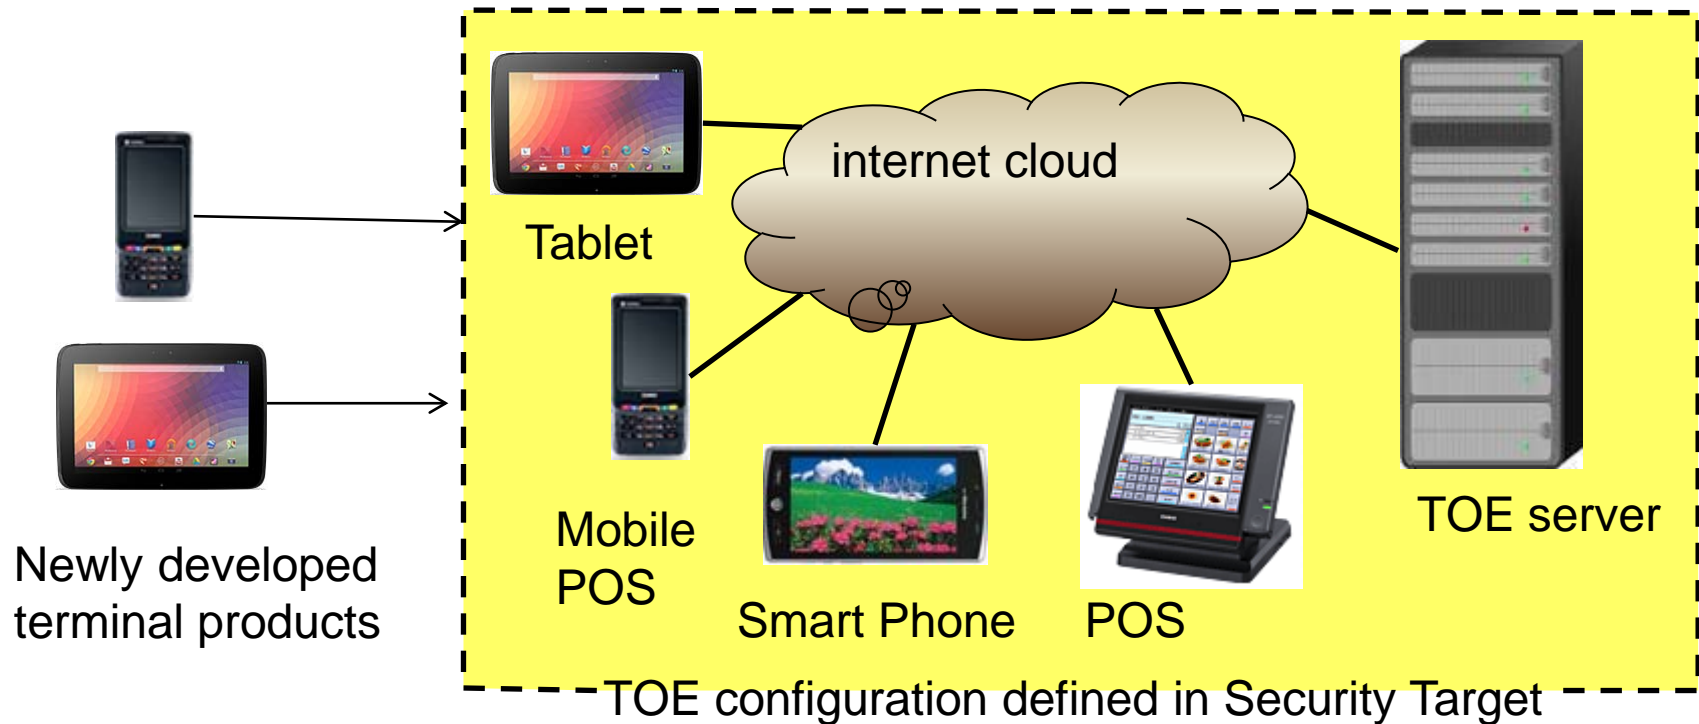 internet cloud
Tablet
Mobile
POS
Smart Phone
POS
TOE server
Newly developed
terminal products
TOE configuration defined in Security Target